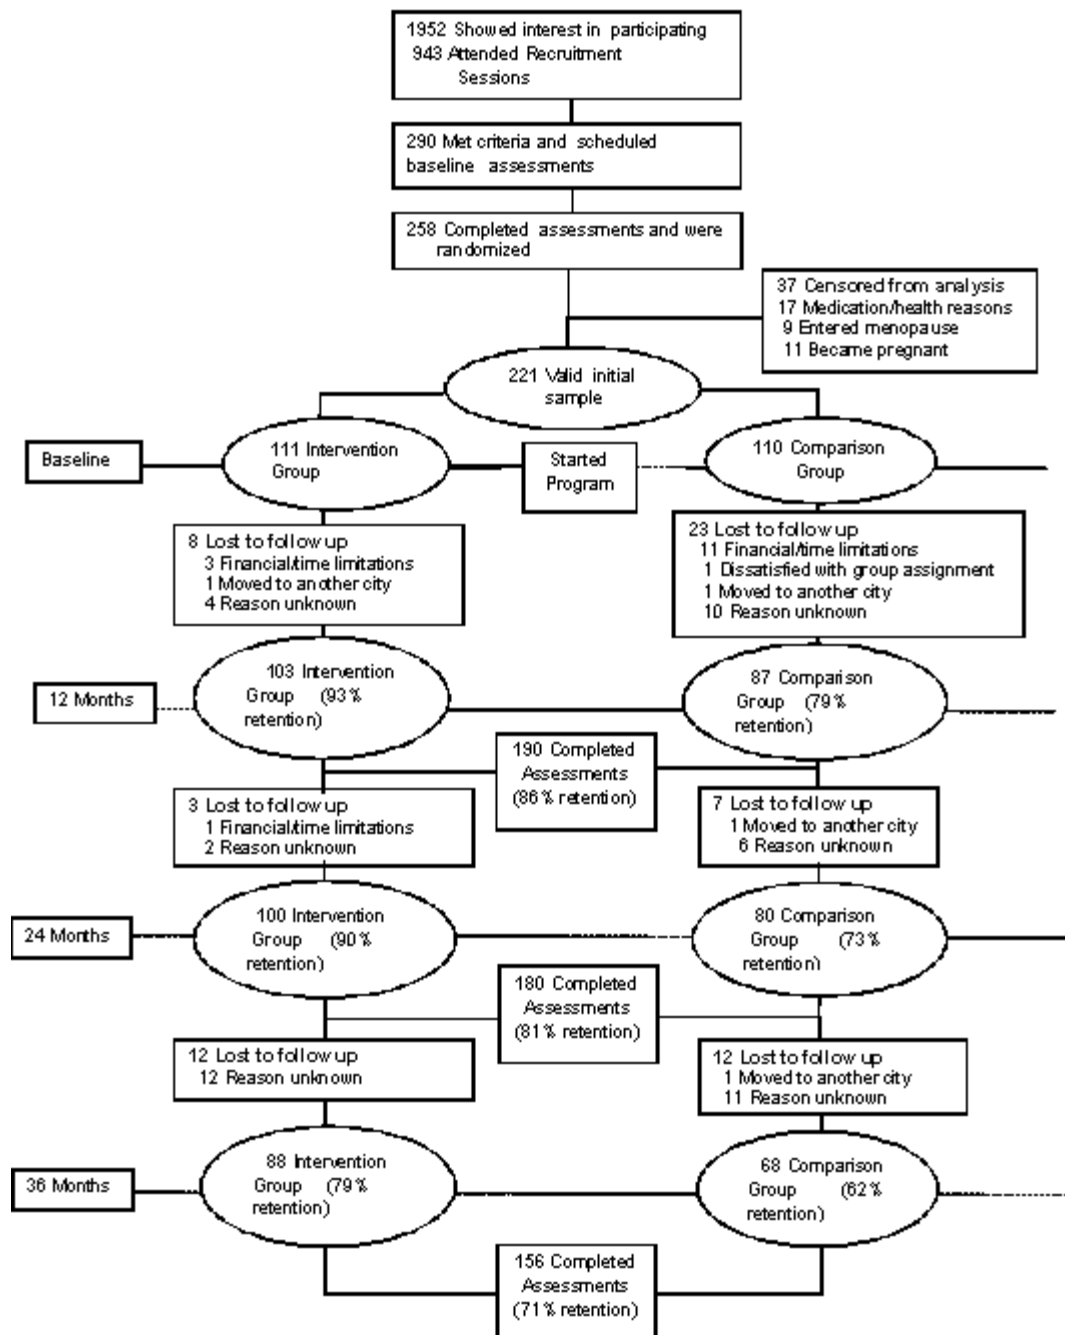 1952 Showed interest in participating
943 Attended Recruitment
Sessions
290 Met criteria and scheduled
baseline assessments
258 Completed assessments and were
randomized
37 Censored from analysis
17 Medication/health reasons
9 Entered menopause
11 Became pregnant
221 Valid initial
sample
Baseline
111 Intervention
Group
Started
Program
110 Comparison
Group
8 Lost to follow up
3 Financial/time limitations
1 Moved to another city
4 Reason unknown
23 Lost to follow up
11 Financial/time limitations
1 Dissatisfied with group assignment
1 Moved to another city
10 Reason unknown
12 Months
103 Intervention
Group (93%
retention)
87 Comparison
Group (79%
retention)
190 Completed
Assessments
(86% retention)
3 Lost to follow up
1 Financial/time limitations
2 Reason unknown
7 Lost to follow up
1 Moved to another city
6 Reason unknown
24 Months
100 Intervention
Group (90%
retention)
80 Comparison
Group (73%
retention)
180 Completed
Assessments
(81% retention)
12 Lost to follow up
12 Reason unknown
12 Lost to follow up
1 Moved to another city
11 Reason unknown
36 Months
88 Intervention
Group (79%
retention)
68 Comparison
Group (62%
retention)
156 Completed
Assessments
(71% retention)